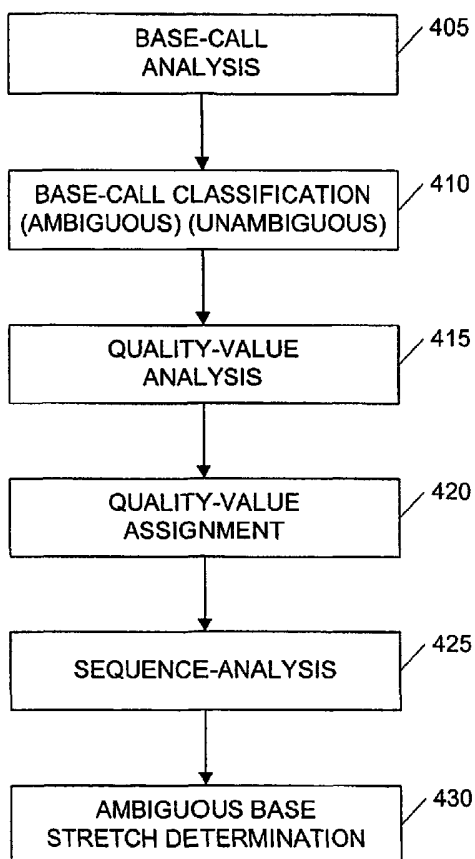 BASE-CALL
ANALYSIS
405
BASE-CALL CLASSIFICATION
(AMBIGUOUS) (UNAMBIGUOUS)
410
QUALITY-VALUE
ANALYSIS
415
QUALITY-VALUE
ASSIGNMENT
420
SEQUENCE-ANALYSIS
425
AMBIGUOUS BASE
STRETCH DETERMINATION
430